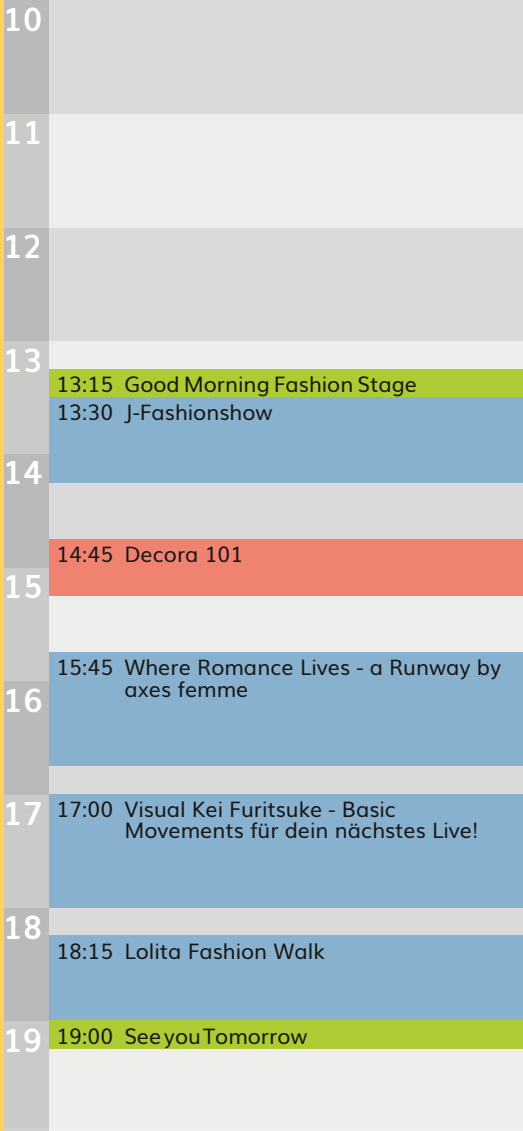 10
11
12
13
13:15 Good Morning Fashion Stage
13:30 J-Fashionshow
14
14:45 Decora 101
15
15:45 Where Romance Lives - a Runway by
axes femme
16
17
17:00 Visual Kei Furitsuke - Basic
Movements für dein nächstes Live!
18
18:15 Lolita Fashion Walk
19
19:00 See you Tomorrow